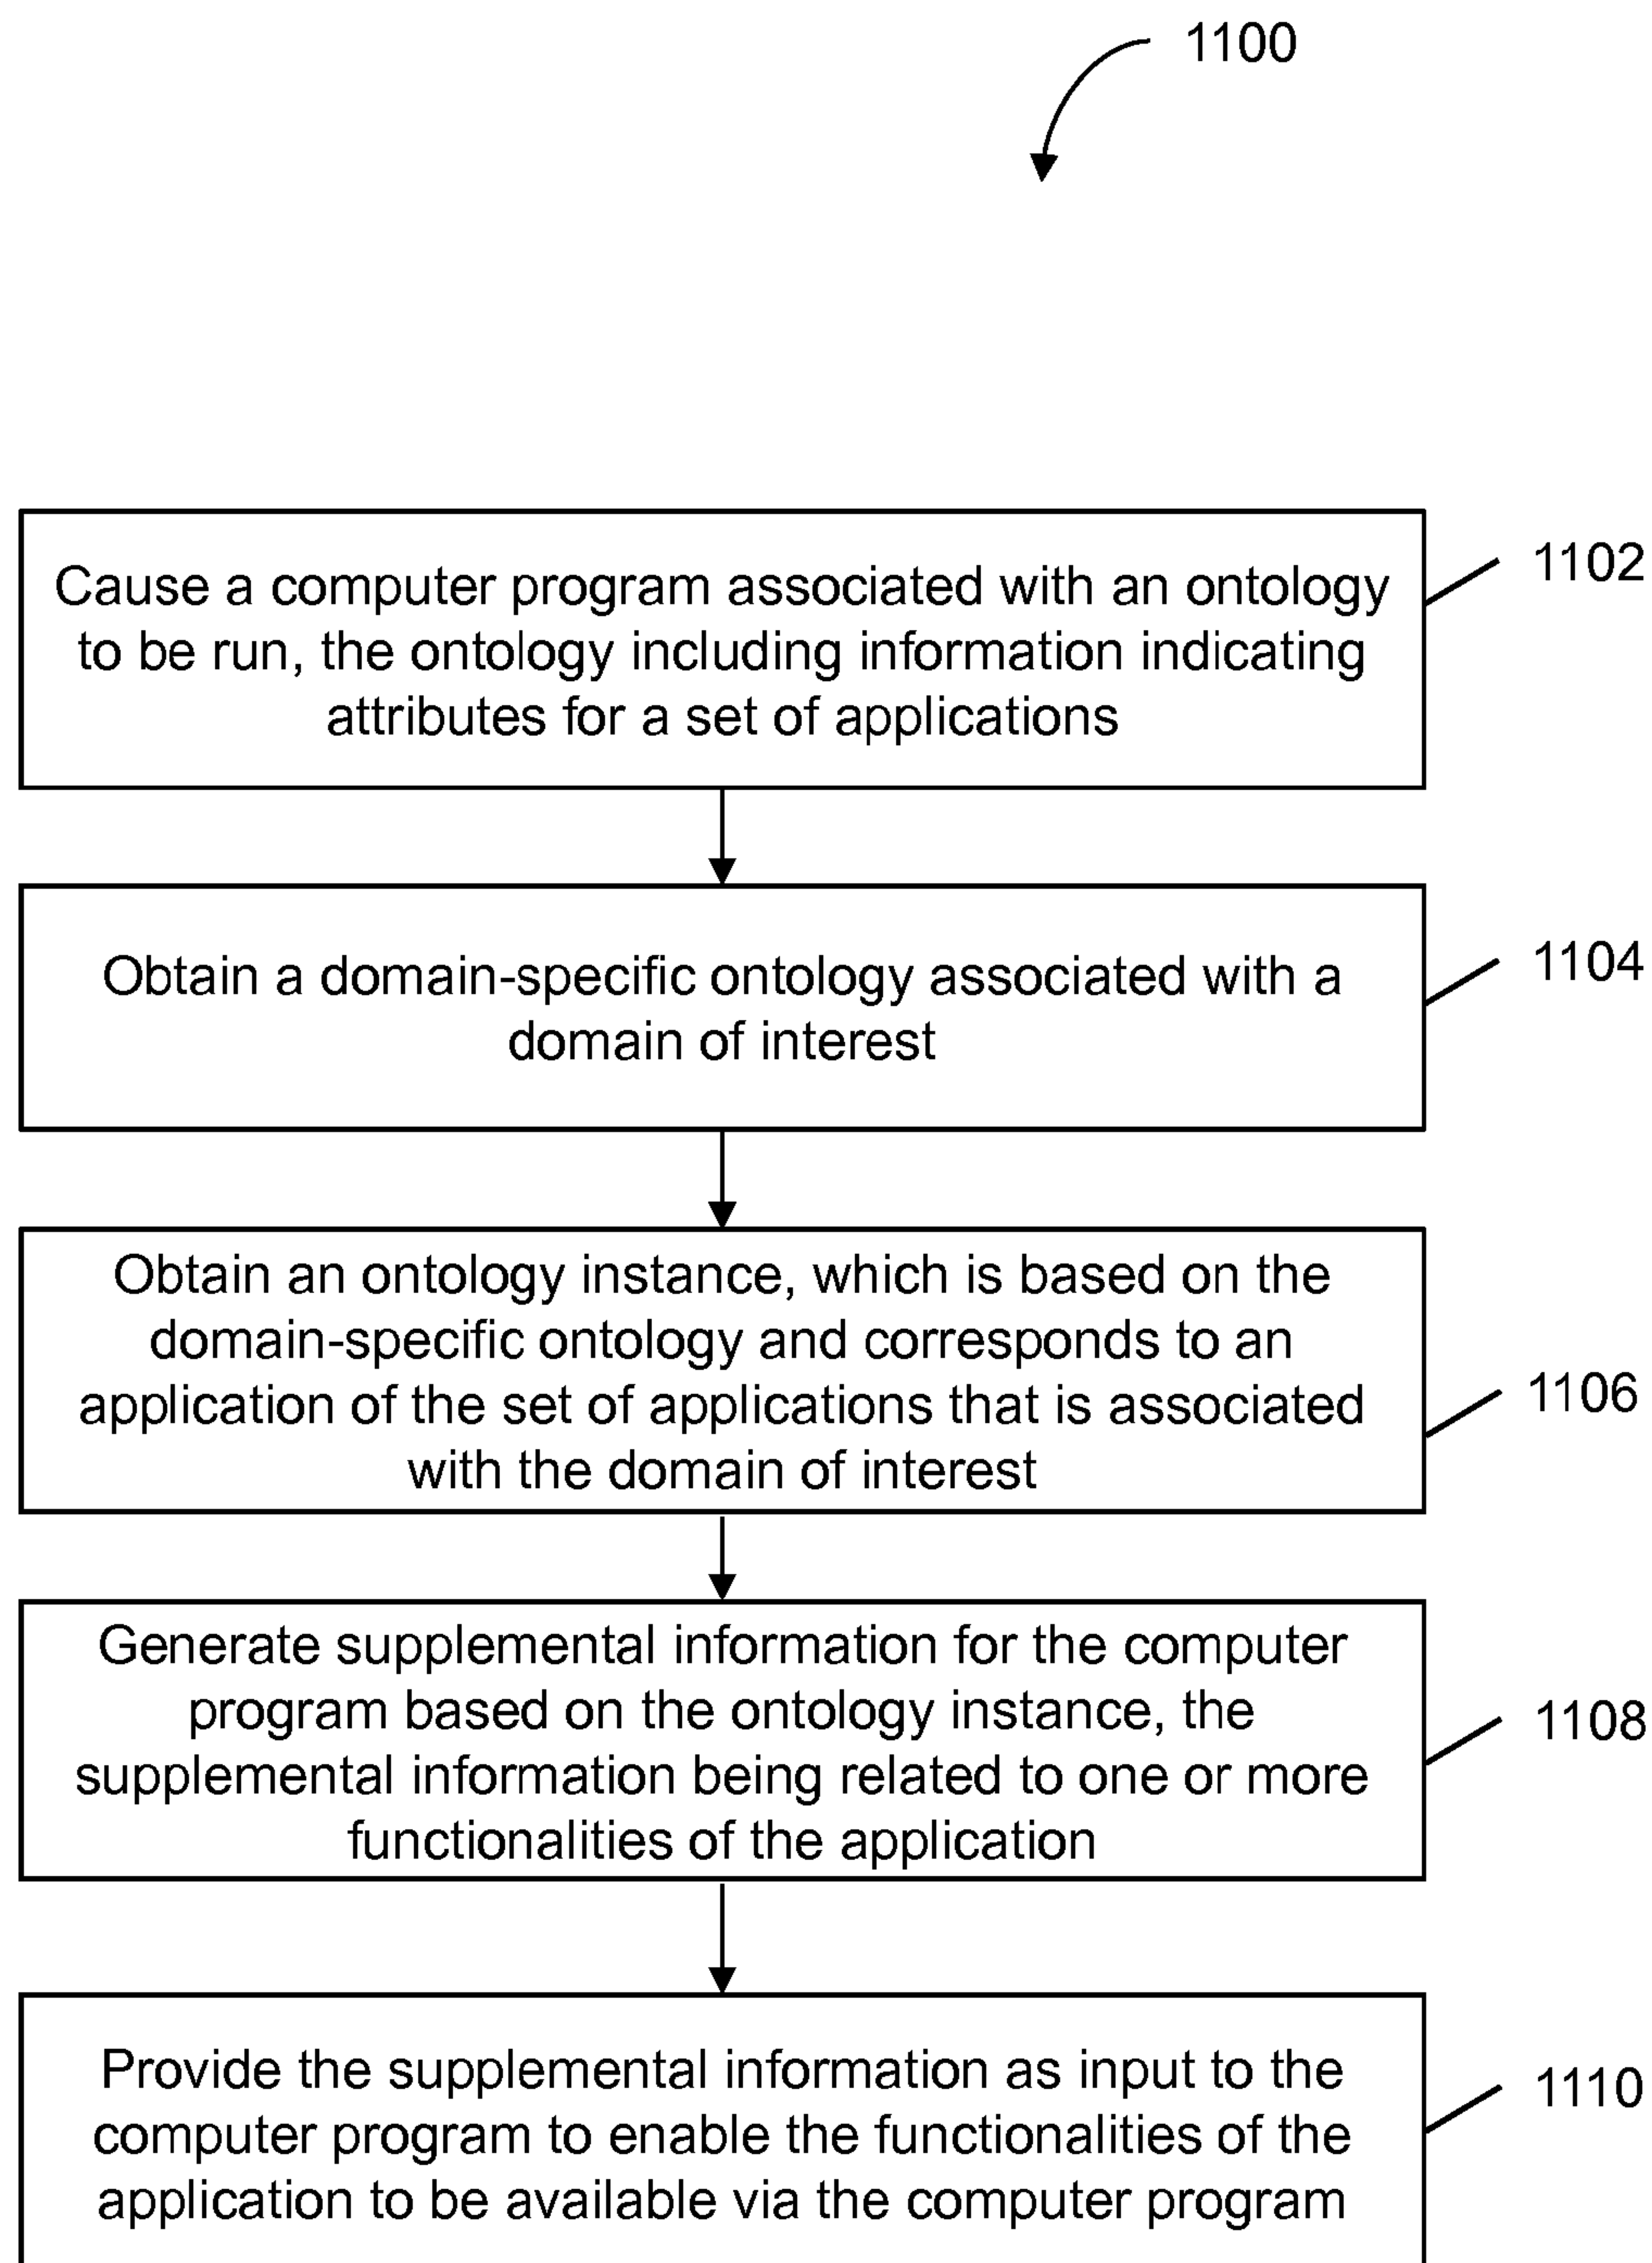 1100
Cause a computer program associated with an ontology
to be run, the ontology including information indicating
attributes for a set of applications
1102
Obtain a domain-specific ontology associated with a
domain of interest
1104
Obtain an ontology instance, which is based on the
domain-specific ontology and corresponds to an
application of the set of applications that is associated
with the domain of interest
1106
Generate supplemental information for the computer
program based on the ontology instance, the
supplemental information being related to one or more
functionalities of the application
1108
Provide the supplemental information as input to the
computer program to enable the functionalities of the
application to be available via the computer program
1110